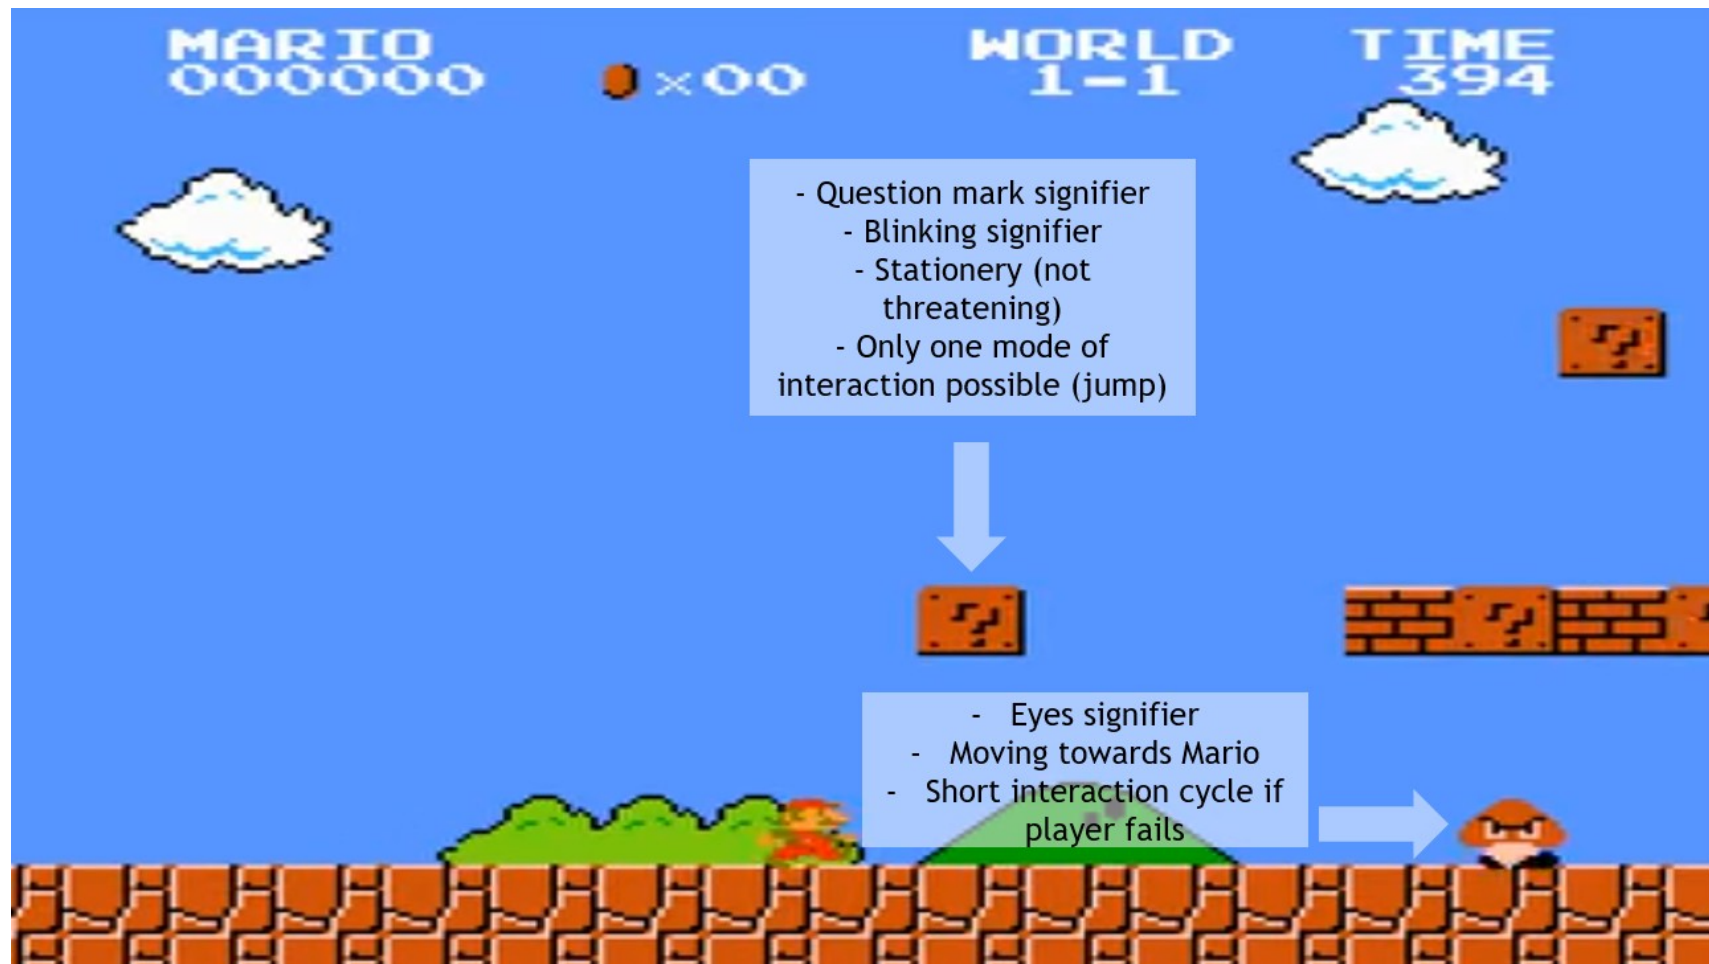 MARIO WORLD TIME
000000 ×00 1-1 394
- Question mark signifier
- Blinking signifier
- Stationery (not
threatening)
- Only one mode of
interaction possible (jump)
?
? ?
- Eyes signifier
- Moving towards Mario
- Short interaction cycle if
player fails